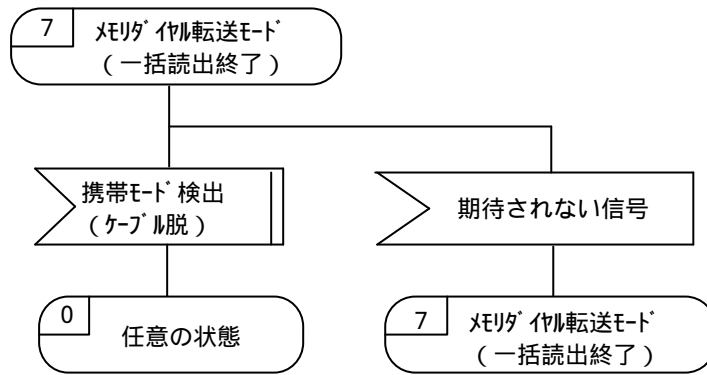 7
ﾒﾓﾘﾀﾞｲﾔﾙ転送ﾓｰﾄﾞ
（一括読出終了）
携帯ﾓｰﾄﾞ検出
（ｹｰﾌﾞﾙ脱）
期待されない信号
0
任意の状態
7
ﾒﾓﾘﾀﾞｲﾔﾙ転送ﾓｰﾄﾞ
（一括読出終了）